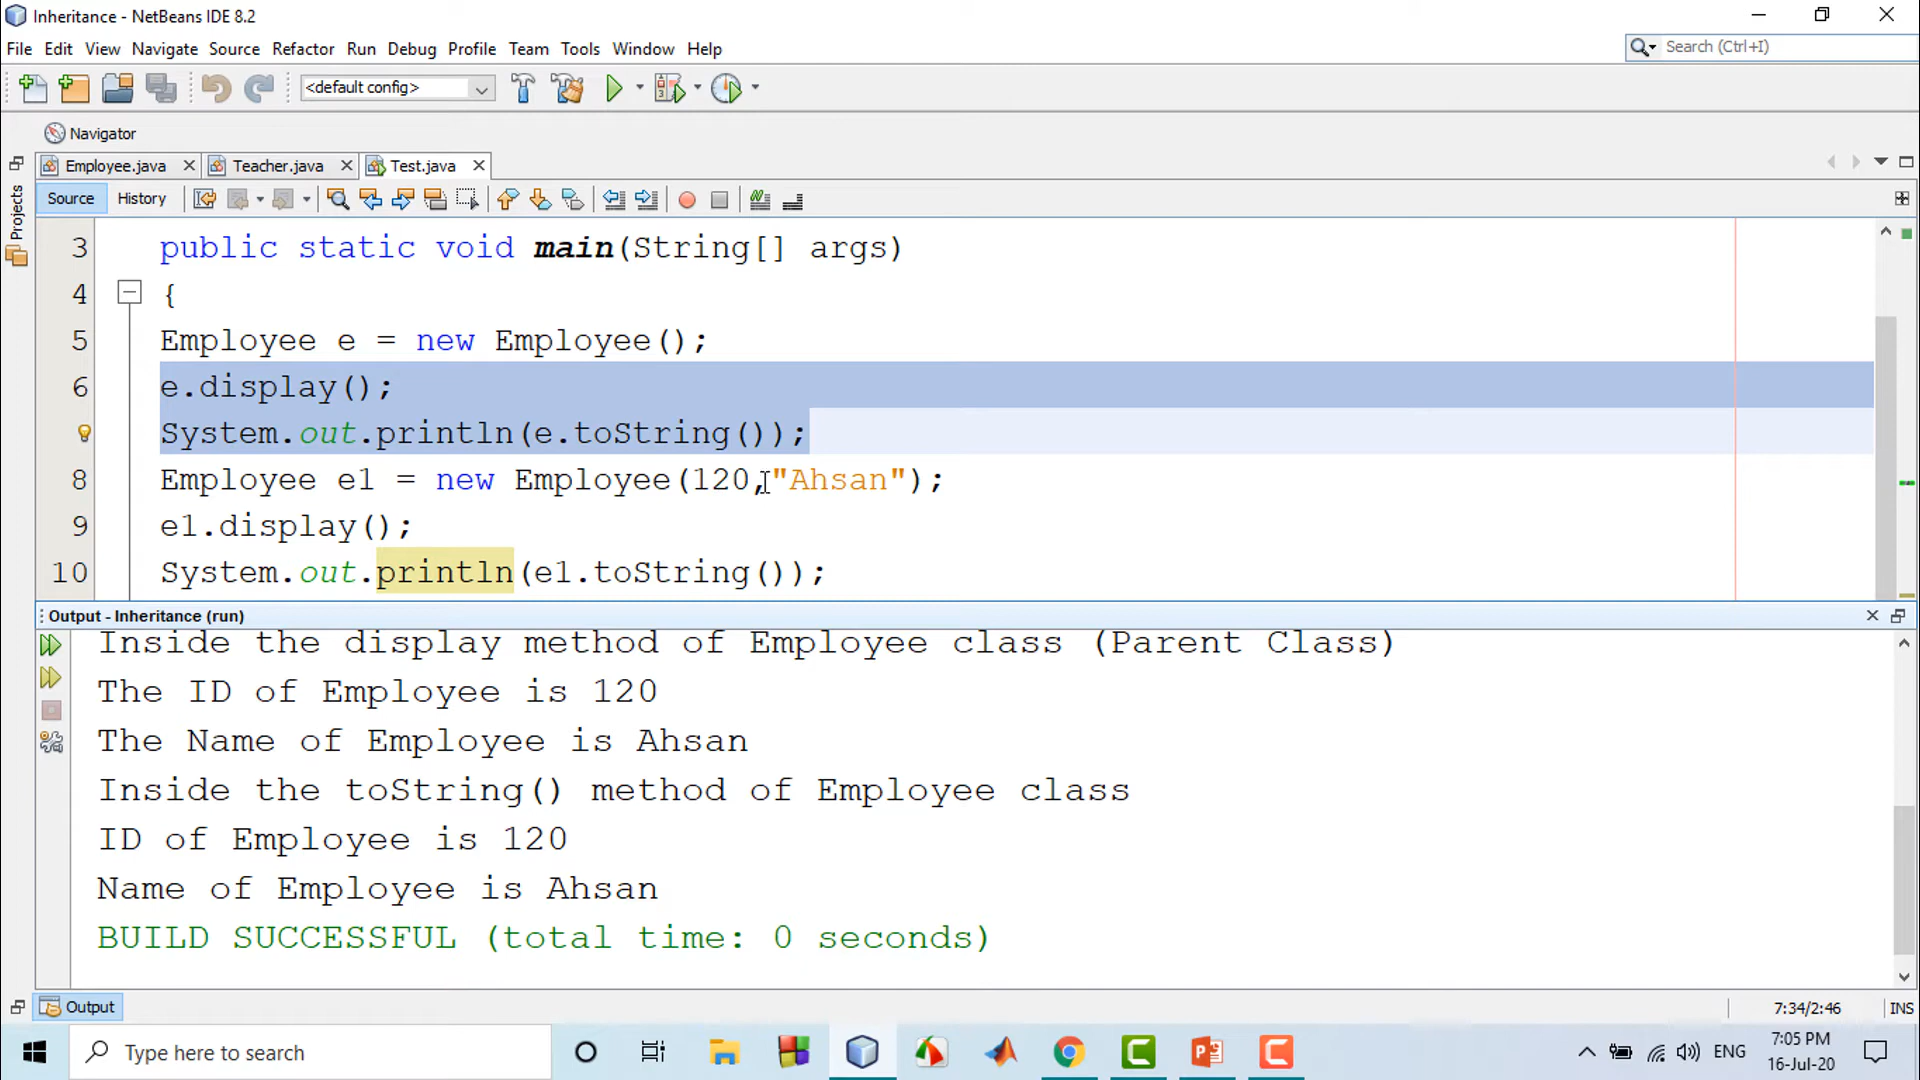 Inheritance - NetBeans IDE 8.2
File Edit View Navigate Source Refactor Run Debug Profile Team Tools Window Help
Search (Ctrl+I)
<default config>
Navigator
Projects
Employee.java Teacher.java Test.java
Source History
3 public static void main(String[] args)
4 {
5 Employee e = new Employee();
6 e.display();
System.out.println(e.toString());
8 Employee e1 = new Employee(120,"Ahsan");
9 e1.display();
10 System.out.println(e1.toString());
Output - Inheritance (run)
Inside the display method of Employee class (Parent Class)
The ID of Employee is 120
The Name of Employee is Ahsan
Inside the toString() method of Employee class
ID of Employee is 120
Name of Employee is Ahsan
BUILD SUCCESSFUL (total time: 0 seconds)
Output
7:34/2:46 INS
Type here to search
ENG
7:05 PM
16-Jul-20